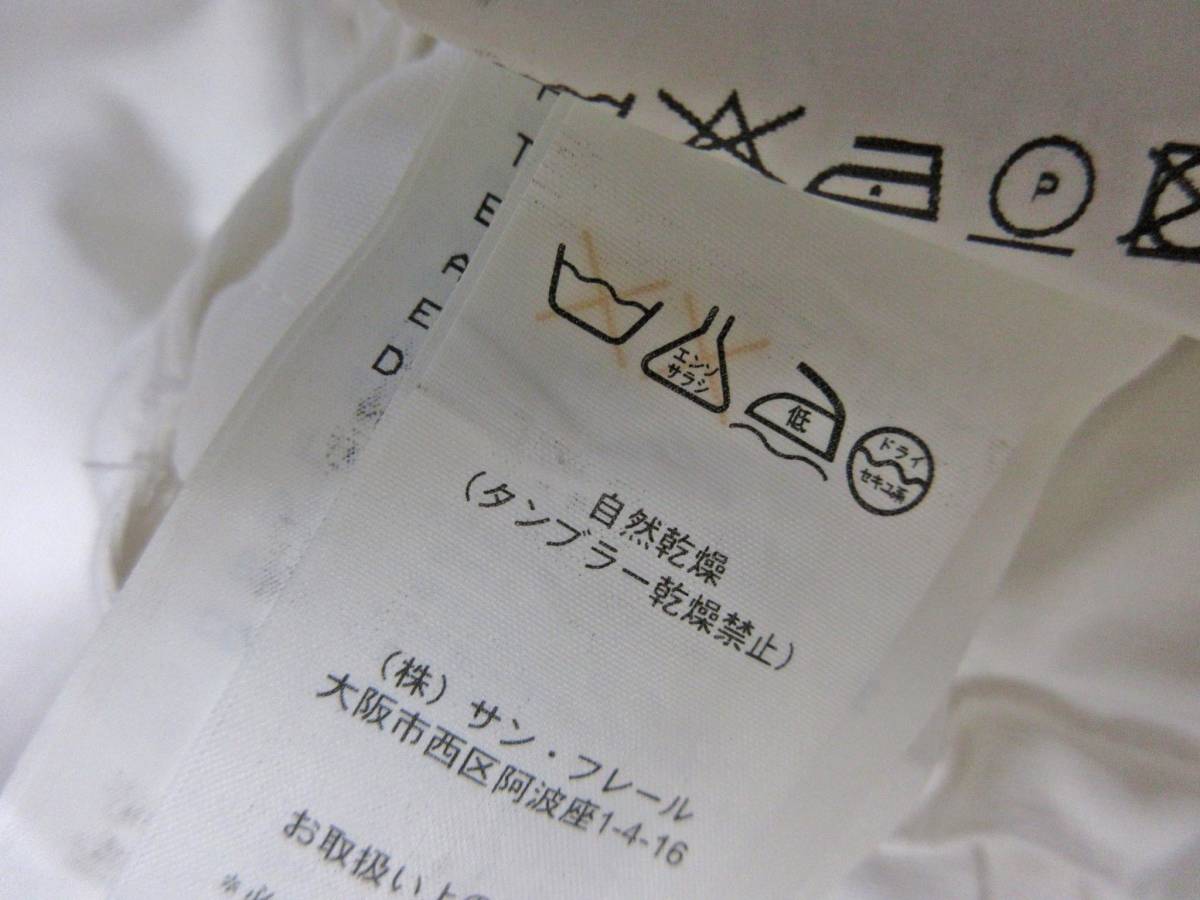 TEAED
P
エンソ
サラシ
低
ドライ
セキユ系
自然乾燥
(タンブラー乾燥禁止)
(株)サン・フレール
大阪市西区阿波座1-4-16
お取扱い上の